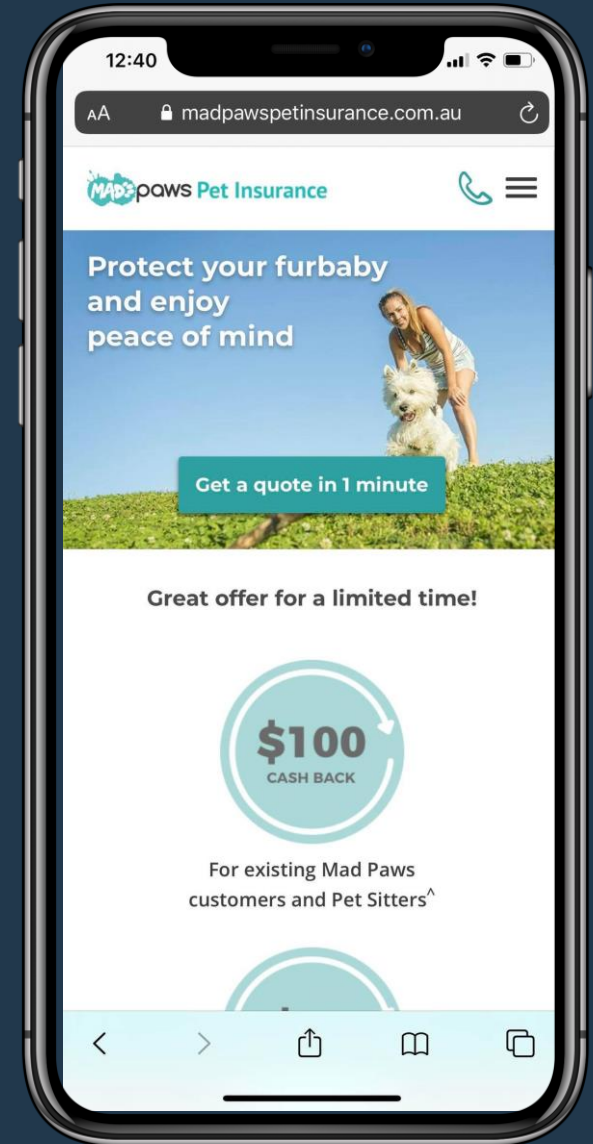 12:40
AA madpawspetinsurance.com.au
MAD paws Pet Insurance
Protect your furbaby
and enjoy
peace of mind
Get a quote in 1 minute
Great offer for a limited time!
$100
CASH BACK
For existing Mad Paws
customers and Pet Sitters^